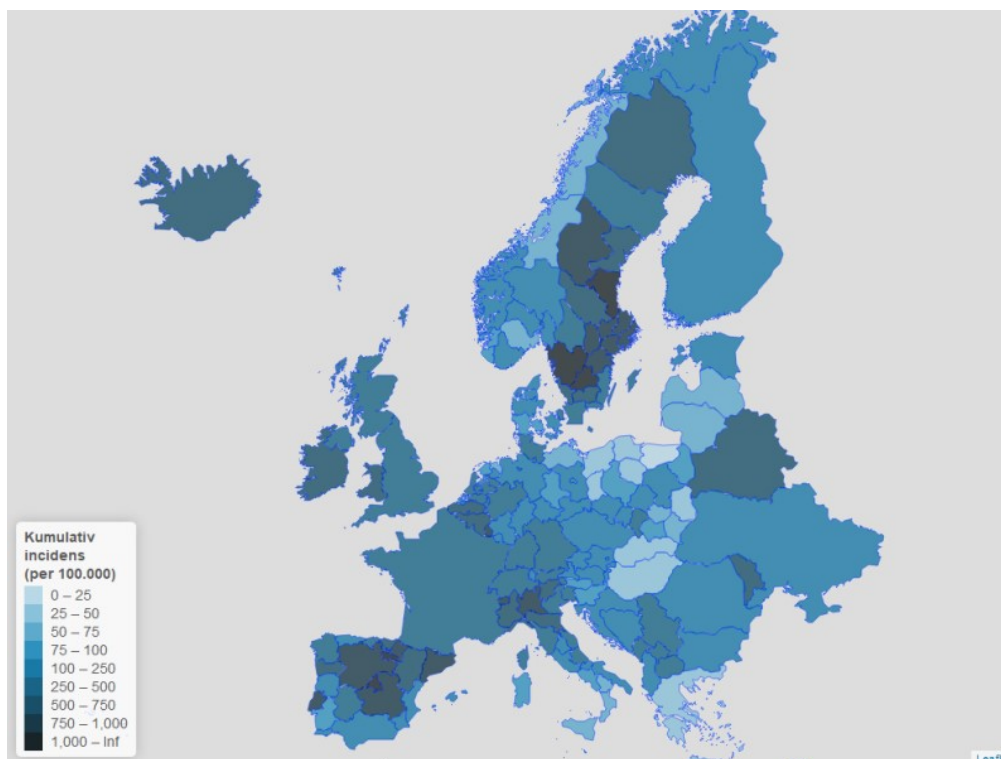 Kumulativ
incidens
(per 100.000)
0 – 25
25 – 50
50 – 75
75 – 100
100 – 250
250 – 500
500 – 750
750 – 1,000
1,000 – Inf